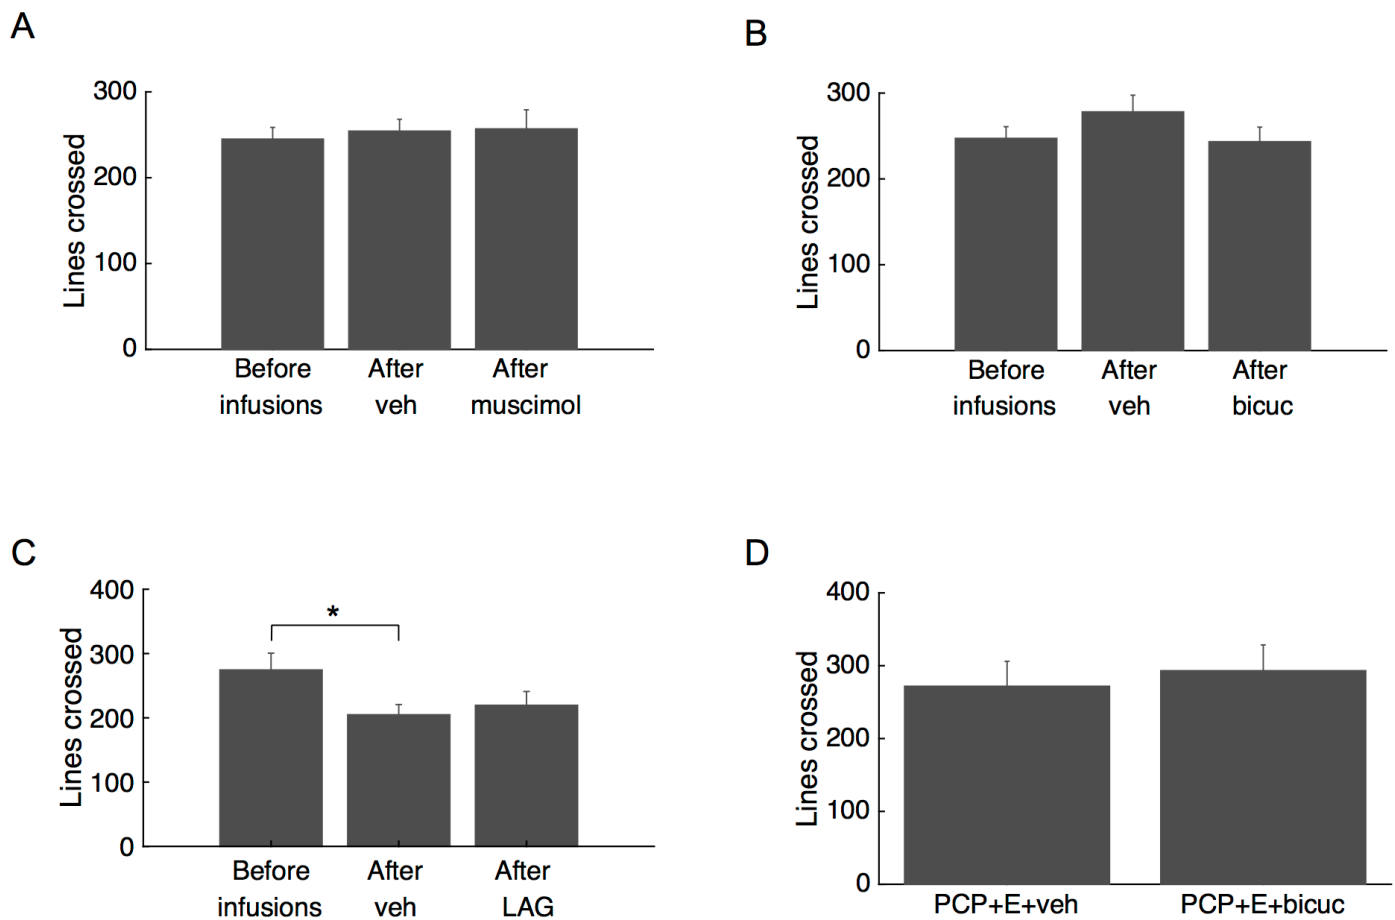 A
300
200
100
0
Lines crossed
Before After After
infusions veh muscimol
B
300
200
100
0
Lines crossed
Before After After
infusions veh bicuc
C
400
300
200
100
0
Lines crossed
*
Before After After
infusions veh LAG
D
400
300
200
100
0
Lines crossed
PCP+E+veh PCP+E+bicuc